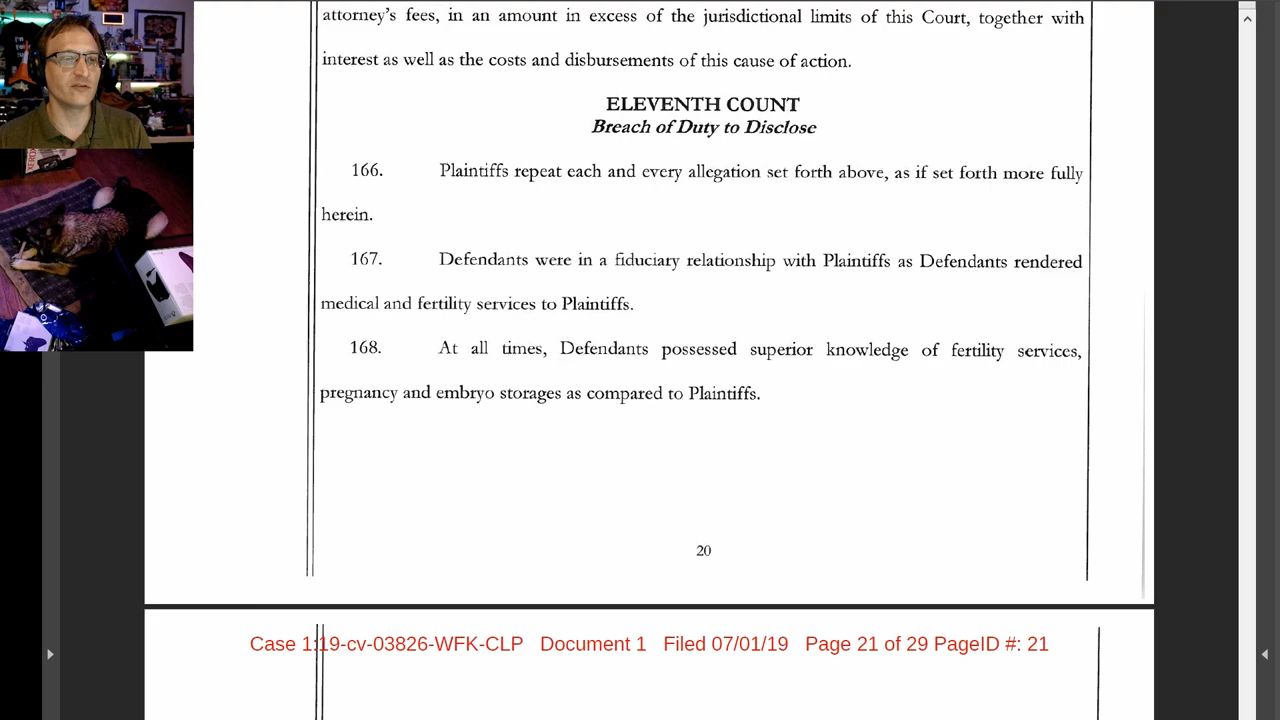 attorney's fees, in an amount in excess of the jurisdictional limits of this Court, together with
interest as well as the costs and disbursements of this cause of action.
ELEVENTH COUNT
Breach of Duty to Disclose
166. Plaintiffs repeat each and every allegation set forth above, as if set forth more fully
herein.
167. Defendants were in a fiduciary relationship with Plaintiffs as Defendants rendered
medical and fertility services to Plaintiffs.
168. At all times, Defendants possessed superior knowledge of fertility services,
pregnancy and embryo storages as compared to Plaintiffs.
20
Case 1:19-cv-03826-WFK-CLP Document 1 Filed 07/01/19 Page 21 of 29 PageID #: 21